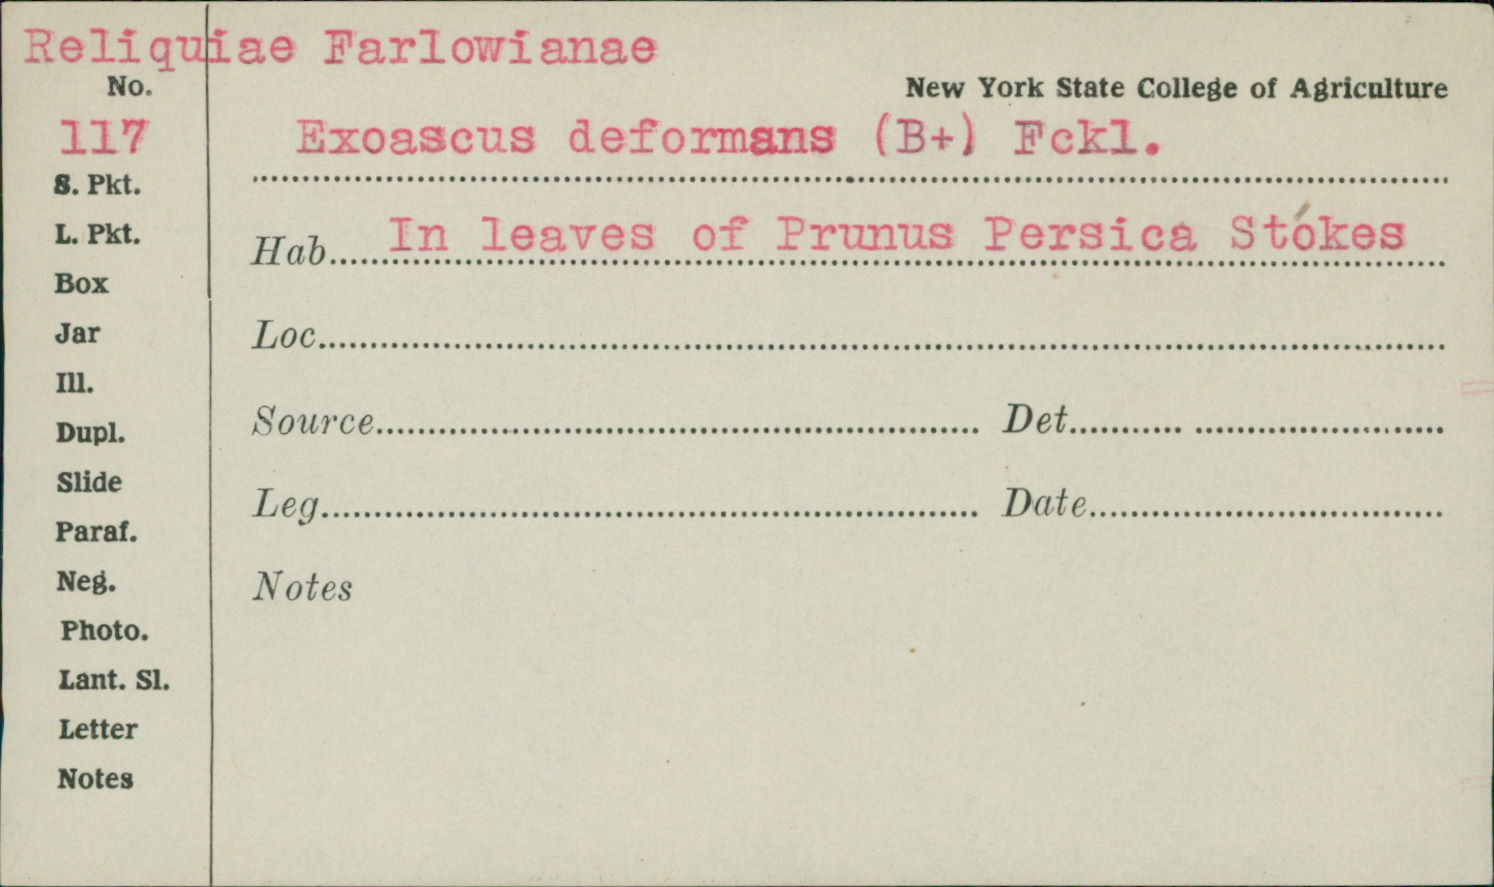 Reliquiae Farlowianae
No.
New York State College of Agriculture
117
Exoascus deformans (B+) Fckl.
S. Pkt.
L. Pkt.
Hab. In leaves of Prunus Persica Stokes
Box
Jar
Loc.
Ill.
Dupl.
Source Det.
Slide
Leg. Date
Paraf.
Neg.
Notes
Photo.
Lant. Sl.
Letter
Notes